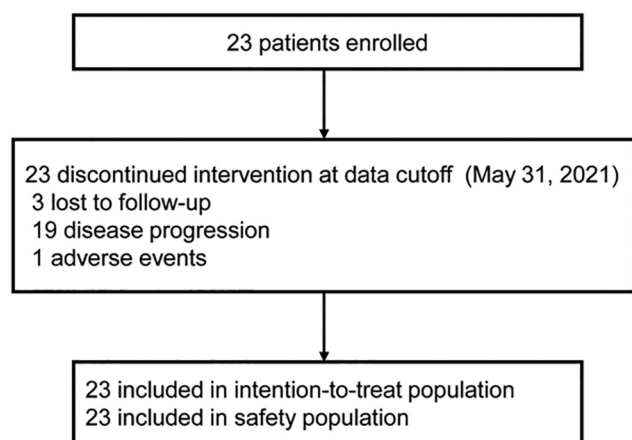 23 patients enrolled
23 discontinued intervention at data cutoff (May 31, 2021)
3 lost to follow-up
19 disease progression
1 adverse events
23 included in intention-to-treat population
23 included in safety population